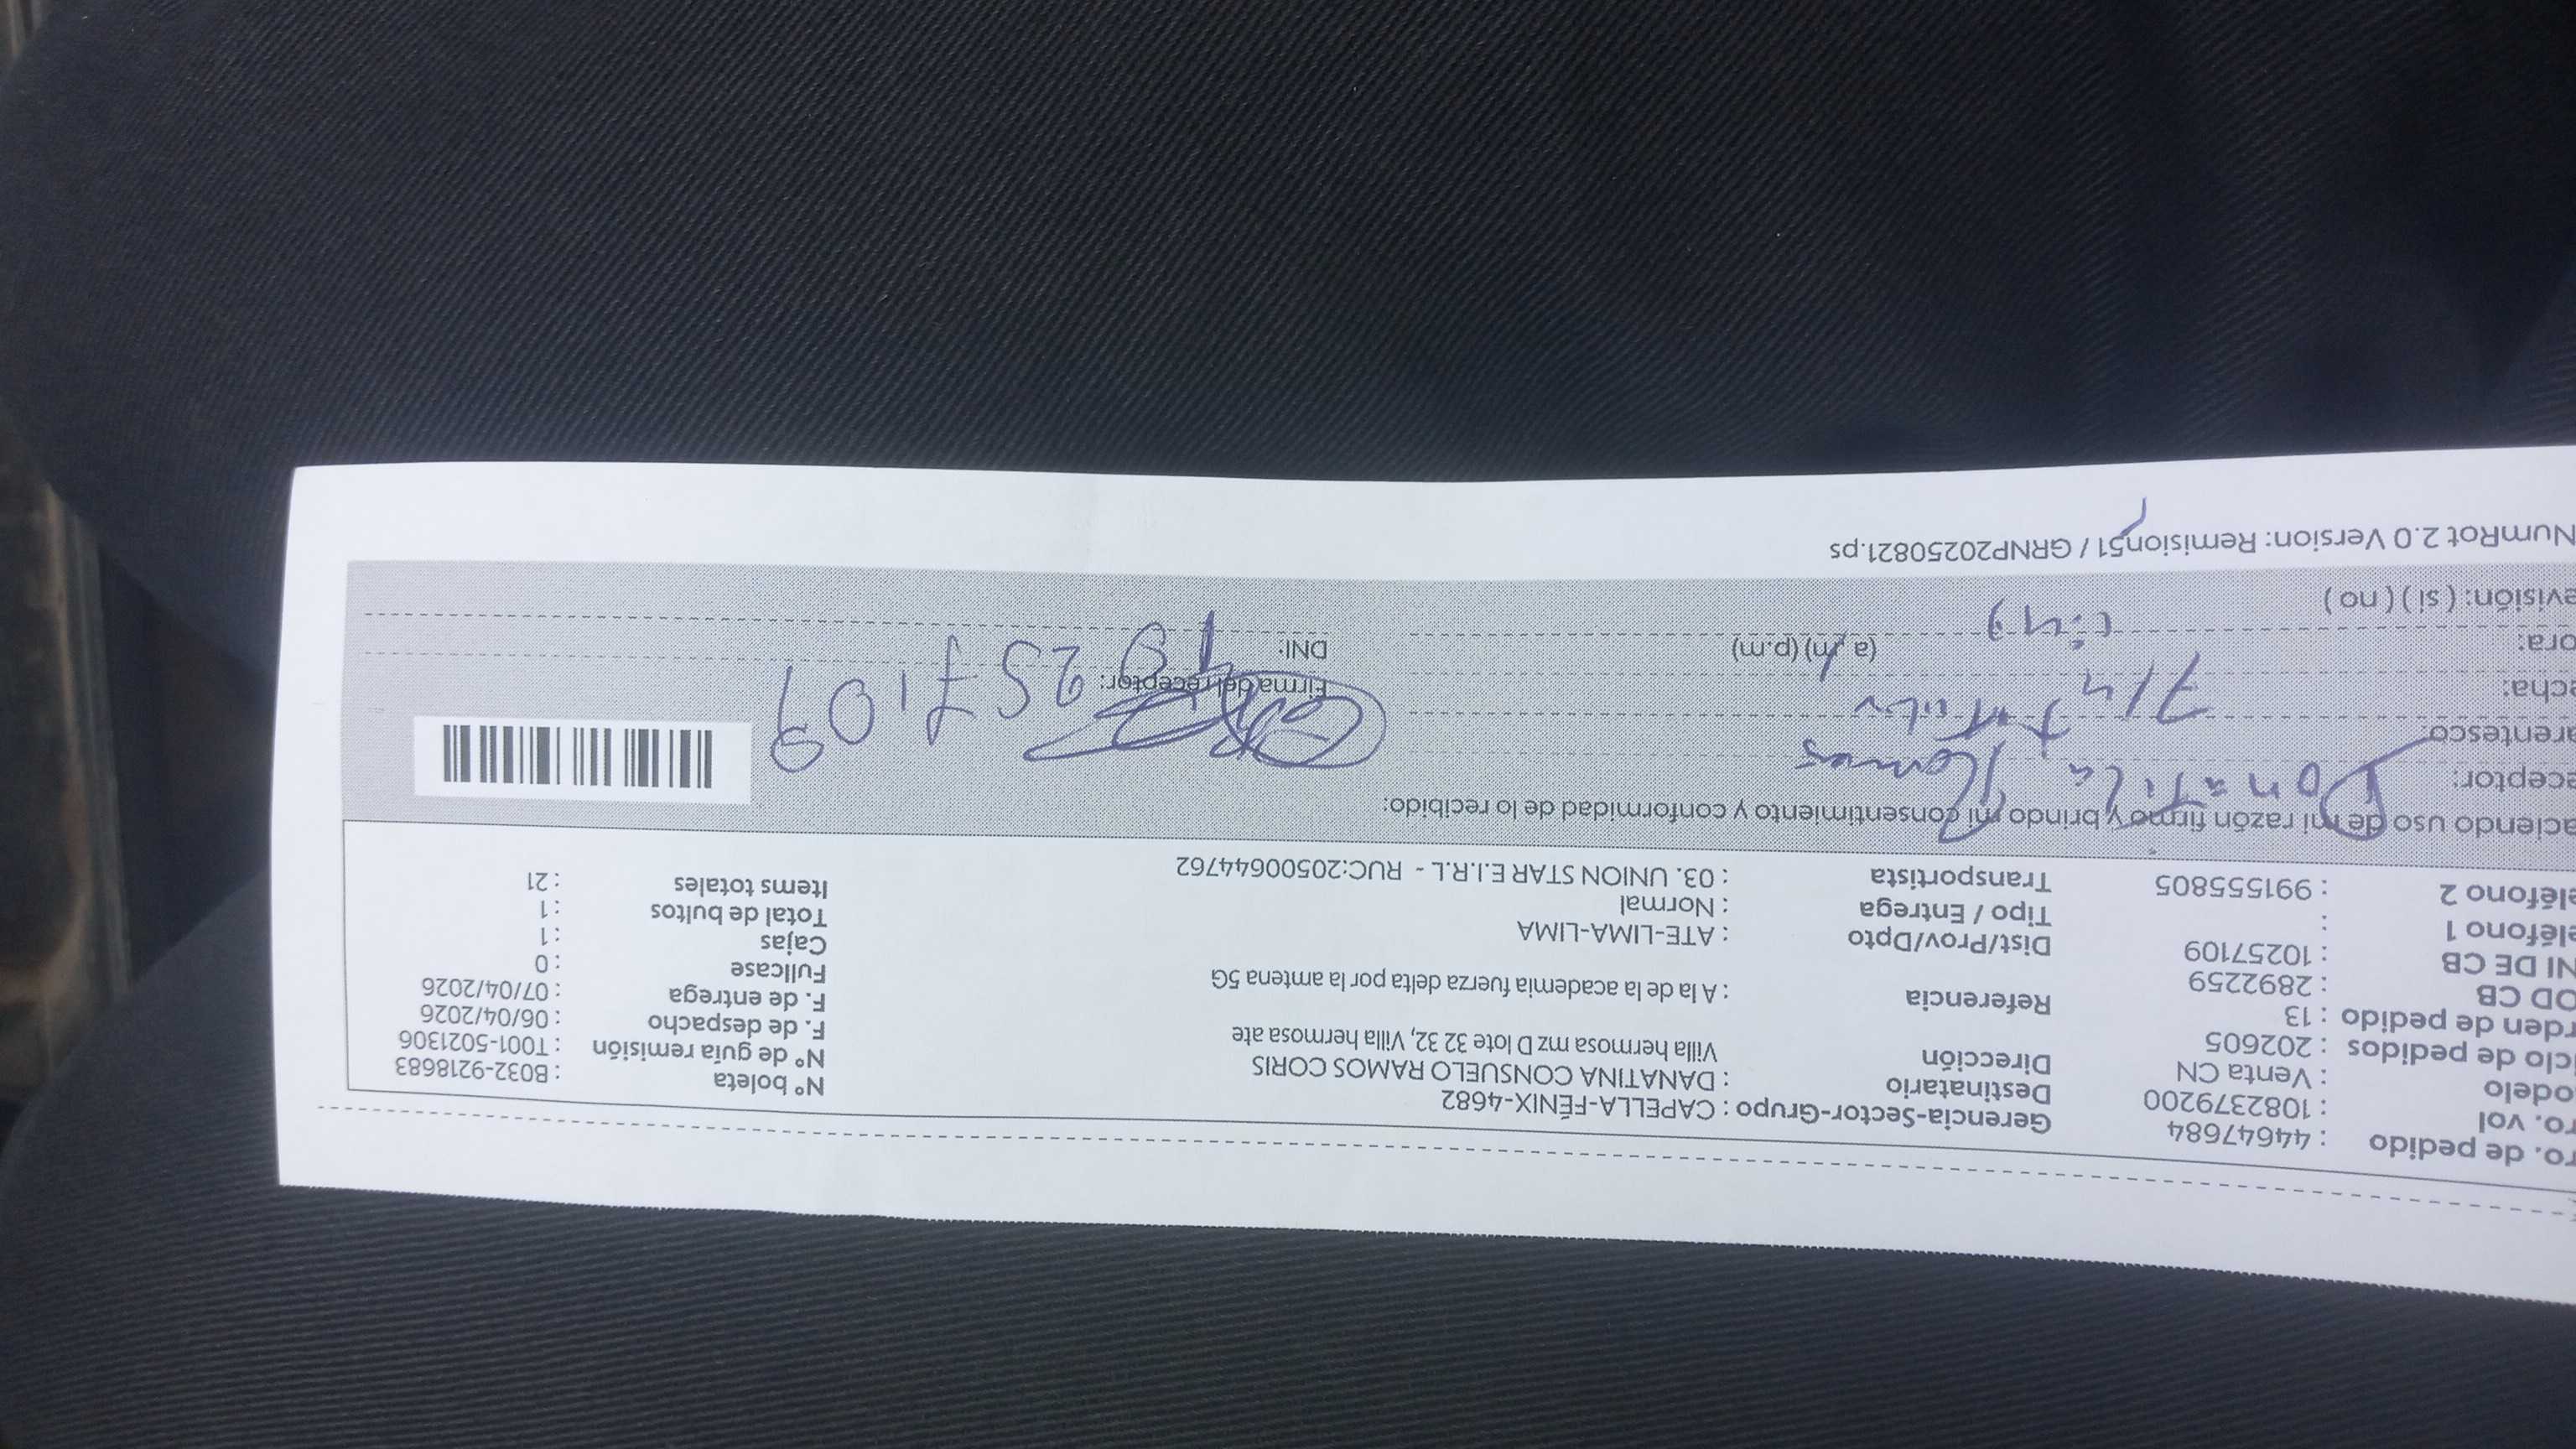 ro. de pedido : 44647684
ro. vol : 1082379200
odelo : Venta CN
iclo de pedidos : 202605
rden de pedido : 13
OD CB : 2892259
NI DE CB : 10257109
eléfono 1 :
eléfono 2 : 991555805
Gerencia-Sector-Grupo : CAPELLA-FÉNIX-4682
Destinatario : DANATINA CONSUELO RAMOS CORIS
Dirección Villa hermosa mz D lote 32 32, Villa hermosa ate
Referencia : A la de la academia fuerza delta por la amtena 5G
Dist/Prov/Dpto : ATE-LIMA-LIMA
Tipo / Entrega : Normal
Transportista : 03. UNION STAR E.I.R.L - RUC:20500644762
N° boleta : B032-9218683
N° de guía remisión : T001-5021306
F. de despacho : 06/04/2026
F. de entrega : 07/04/2026
Fullcase : 0
Cajas : 1
Total de bultos : 1
Items totales : 21
aciendo uso de mi razón firmo y brindo mi consentimiento y conformidad de lo recibido:
eceptor: Ramos
arentesco:
echa: 7/4
ora: (a.m) (p.m)
evisión: ( si ) ( no )
Firma del receptor:
DNI:
NumRot 2.0 Version: Remision51 / GRNP20250821.ps